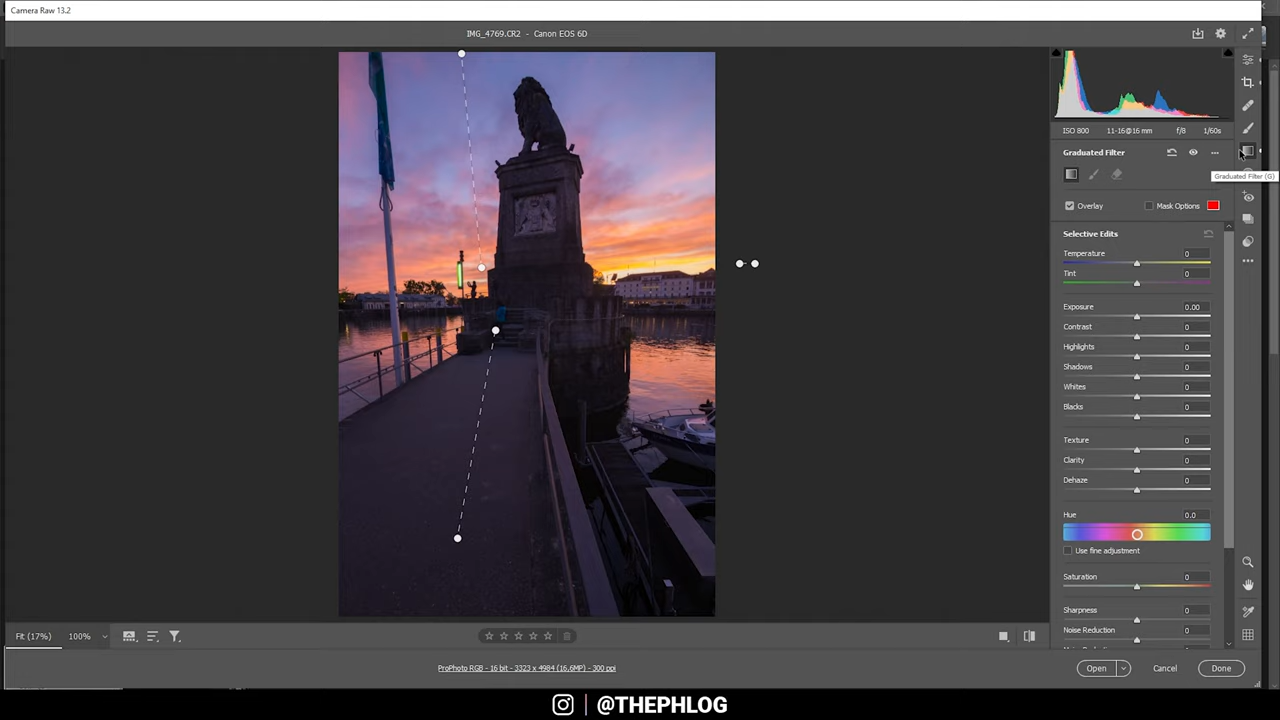 Camera Raw 13.2
IMG_4769.CR2 - Canon EOS 6D
ISO 800 11-16@16 mm f/8 1/60s
Graduated Filter
Graduated Filter (G)
Overlay Mask Options
Selective Edits
Temperature 0
Tint 0
Exposure 0.00
Contrast 0
Highlights 0
Shadows 0
Whites 0
Blacks 0
Texture 0
Clarity 0
Dehaze 0
Hue 0.0
Use fine adjustment
Saturation 0
Sharpness 0
Noise Reduction 0
Fit (17%) 100%
ProPhoto RGB - 16 bit - 3323 x 4984 (16,6MP) - 300 ppi
Open Cancel Done
@THEPHLOG